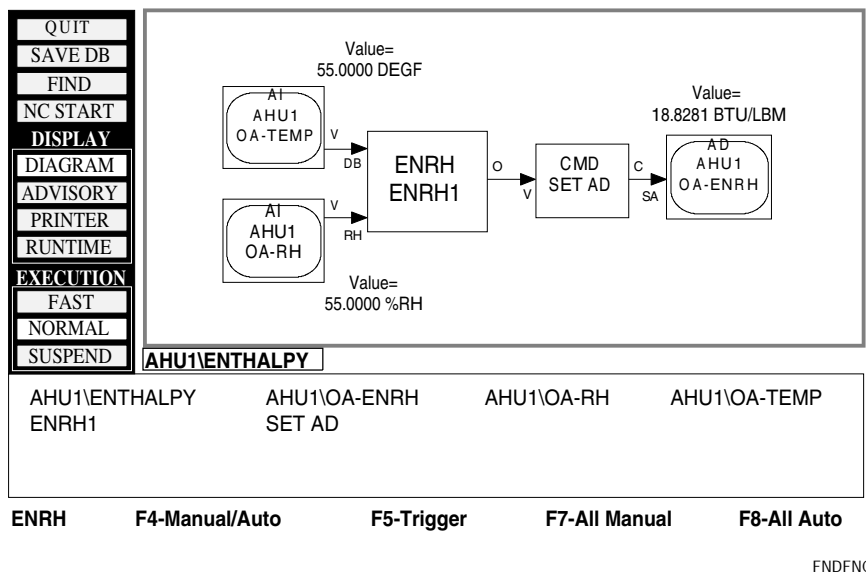 QUIT
SAVE DB
FIND
NC START
DISPLAY
DIAGRAM
ADVISORY
PRINTER
RUNTIME
EXECUTION
FAST
NORMAL
SUSPEND
Value=
55.0000 DEGF
AI
AHU1
OA-TEMP
V
DB
AI
AHU1
OA-RH
V
RH
Value=
55.0000 %RH
ENRH
ENRH1
O
V
CMD
SET AD
C
SA
Value=
18.8281 BTU/LBM
AD
AHU1
OA-ENRH
AHU1\ENTHALPY
AHU1\ENTHALPY AHU1\OA-ENRH AHU1\OA-RH AHU1\OA-TEMP
ENRH1 SET AD
ENRH F4-Manual/Auto F5-Trigger F7-All Manual F8-All Auto